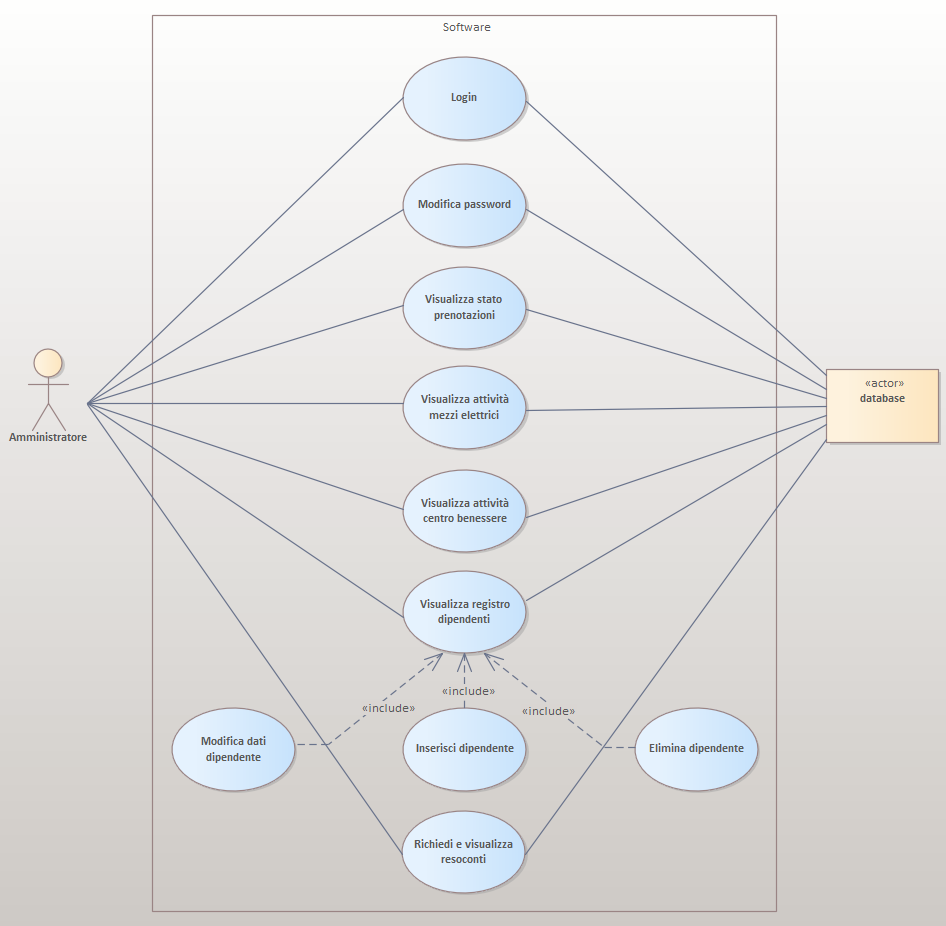 Software
Login
Modifica password
Visualizza stato
prenotazioni
Visualizza attività
mezzi elettrici
Amministratore
«actor»
database
Visualizza attività
centro benessere
Visualizza registro
dipendenti
«include»
«include»
«include»
Modifica dati
dipendente
Inserisci dipendente
Elimina dipendente
Richiedi e visualizza
resoconti